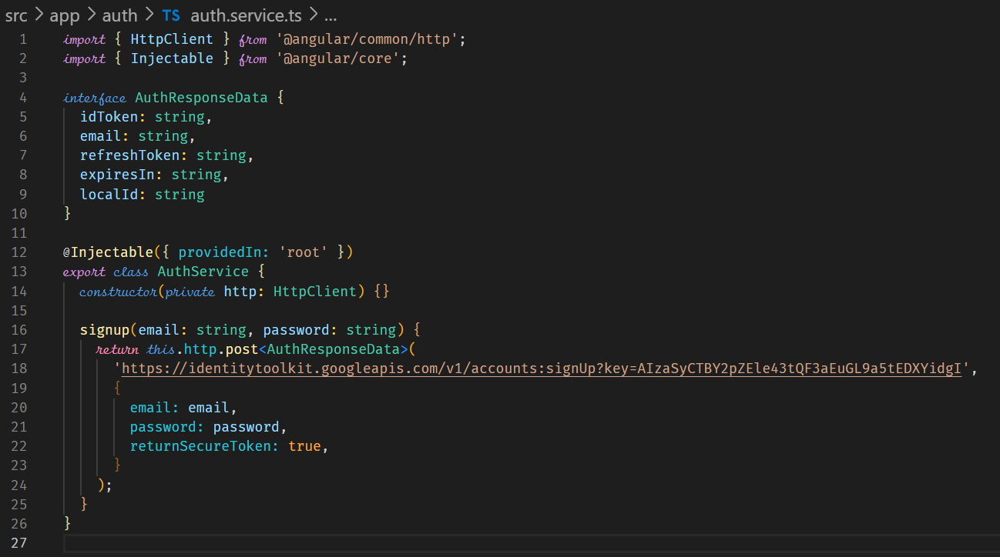 src > app > auth > TS auth.service.ts > ...
1 import { HttpClient } from '@angular/common/http';
2 import { Injectable } from '@angular/core';
3
4 interface AuthResponseData {
5   idToken: string,
6   email: string,
7   refreshToken: string,
8   expiresIn: string,
9   localId: string
10 }
11
12 @Injectable({ providedIn: 'root' })
13 export class AuthService {
14   constructor(private http: HttpClient) {}
15
16   signup(email: string, password: string) {
17     return this.http.post<AuthResponseData>(
18       'https://identitytoolkit.googleapis.com/v1/accounts:signUp?key=AIzaSyCTBY2pZEle43tQF3aEuGL9a5tEDXYidgI',
19       {
20         email: email,
21         password: password,
22         returnSecureToken: true,
23       }
24     );
25   }
26 }
27